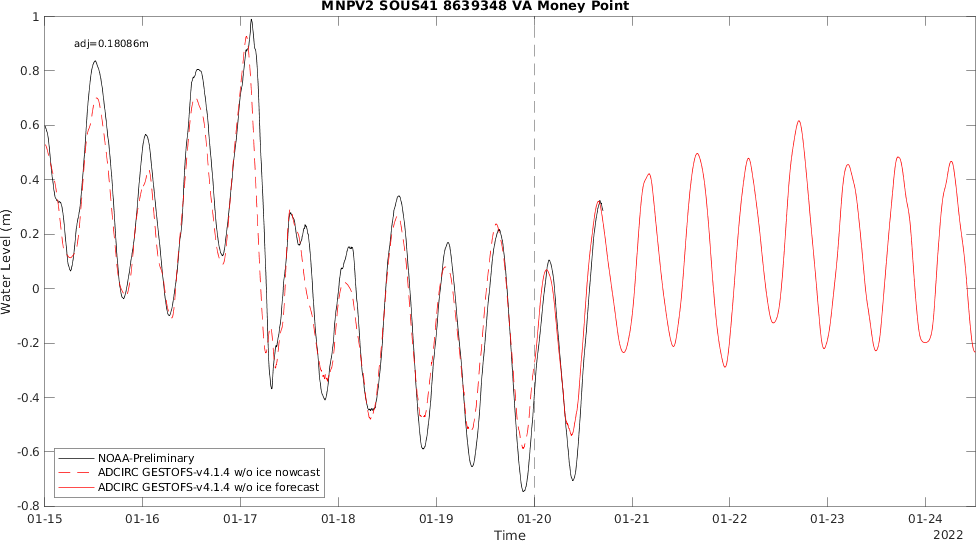 MNPV2 SOUS41 8639348 VA Money Point
adj=0.18086m
1
0.8
0.6
0.4
0.2
0
-0.2
-0.4
-0.6
-0.8
Water Level (m)
NOAA-Preliminary
ADCIRC GESTOFS-v4.1.4 w/o ice nowcast
ADCIRC GESTOFS-v4.1.4 w/o ice forecast
01-15 01-16 01-17 01-18 01-19 01-20 01-21 01-22 01-23 01-24
Time
2022